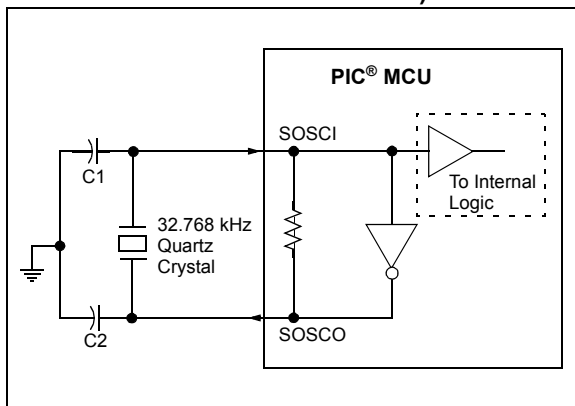 PIC® MCU
SOSCI
C1
To Internal
Logic
32.768 kHz
Quartz
Crystal
C2
SOSCO